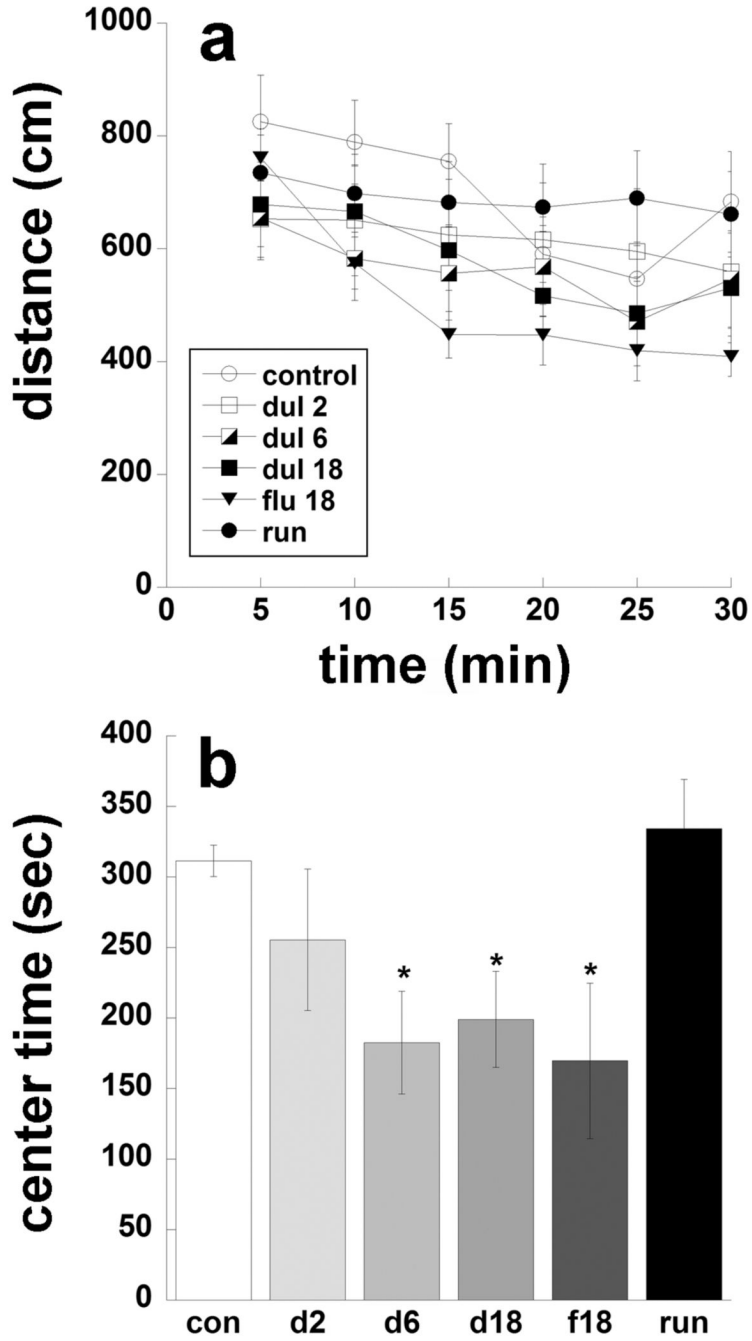 a
1000
800
600
400
200
0
distance (cm)
control
dul 2
dul 6
dul 18
flu 18
run
0 5 10 15 20 25 30
time (min)
b
400
350
300
250
200
150
100
50
0
center time (sec)
* * *
con d2 d6 d18 f18 run